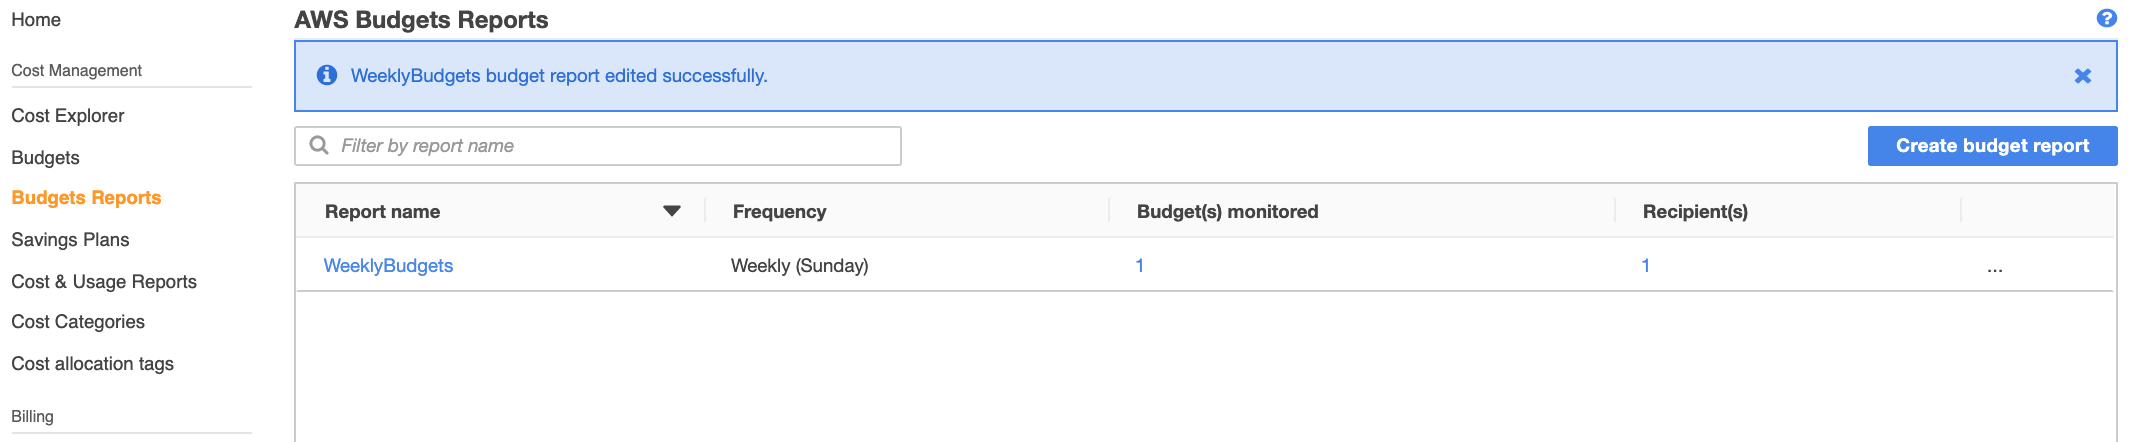 Home
Cost Management
Cost Explorer
Budgets
Budgets Reports
Savings Plans
Cost & Usage Reports
Cost Categories
Cost allocation tags
Billing
AWS Budgets Reports
WeeklyBudgets budget report edited successfully.
Filter by report name
Create budget report
Report name Frequency Budget(s) monitored Recipient(s)
WeeklyBudgets Weekly (Sunday) 1 1 ...